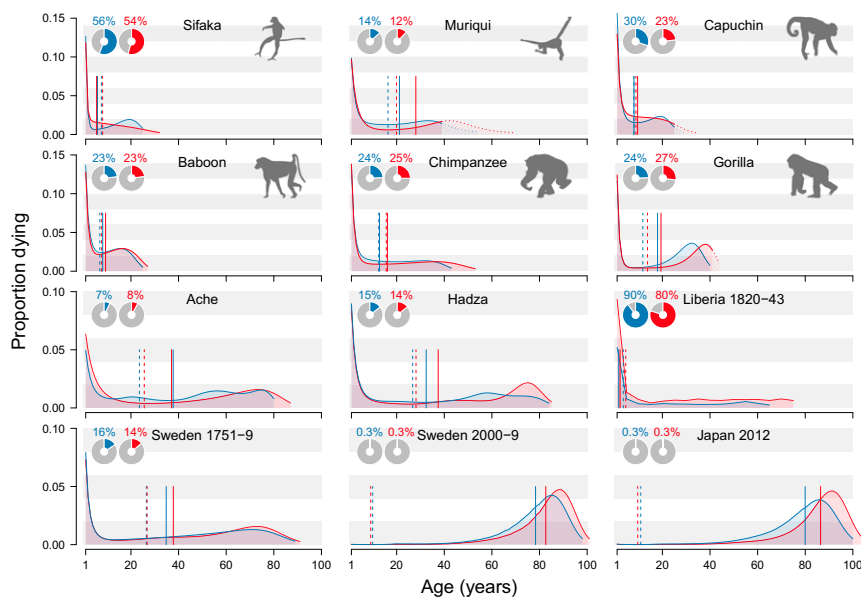 Sifaka
56% 54%
Muriqui
14% 12%
Capuchin
30% 23%
0.15
0.10
0.05
0.00
Baboon
23% 23%
Chimpanzee
24% 25%
Gorilla
24% 27%
0.15
0.10
0.05
0.00
Ache
7% 8%
Hadza
15% 14%
Liberia 1820−43
90% 80%
0.10
0.05
0.00
Sweden 1751−9
16% 14%
Sweden 2000−9
0.3% 0.3%
Japan 2012
0.3% 0.3%
0.10
0.05
0.00
1 20 40 60 80 100
1 20 40 60 80 100
1 20 40 60 80 100
Proportion dying
Age (years)